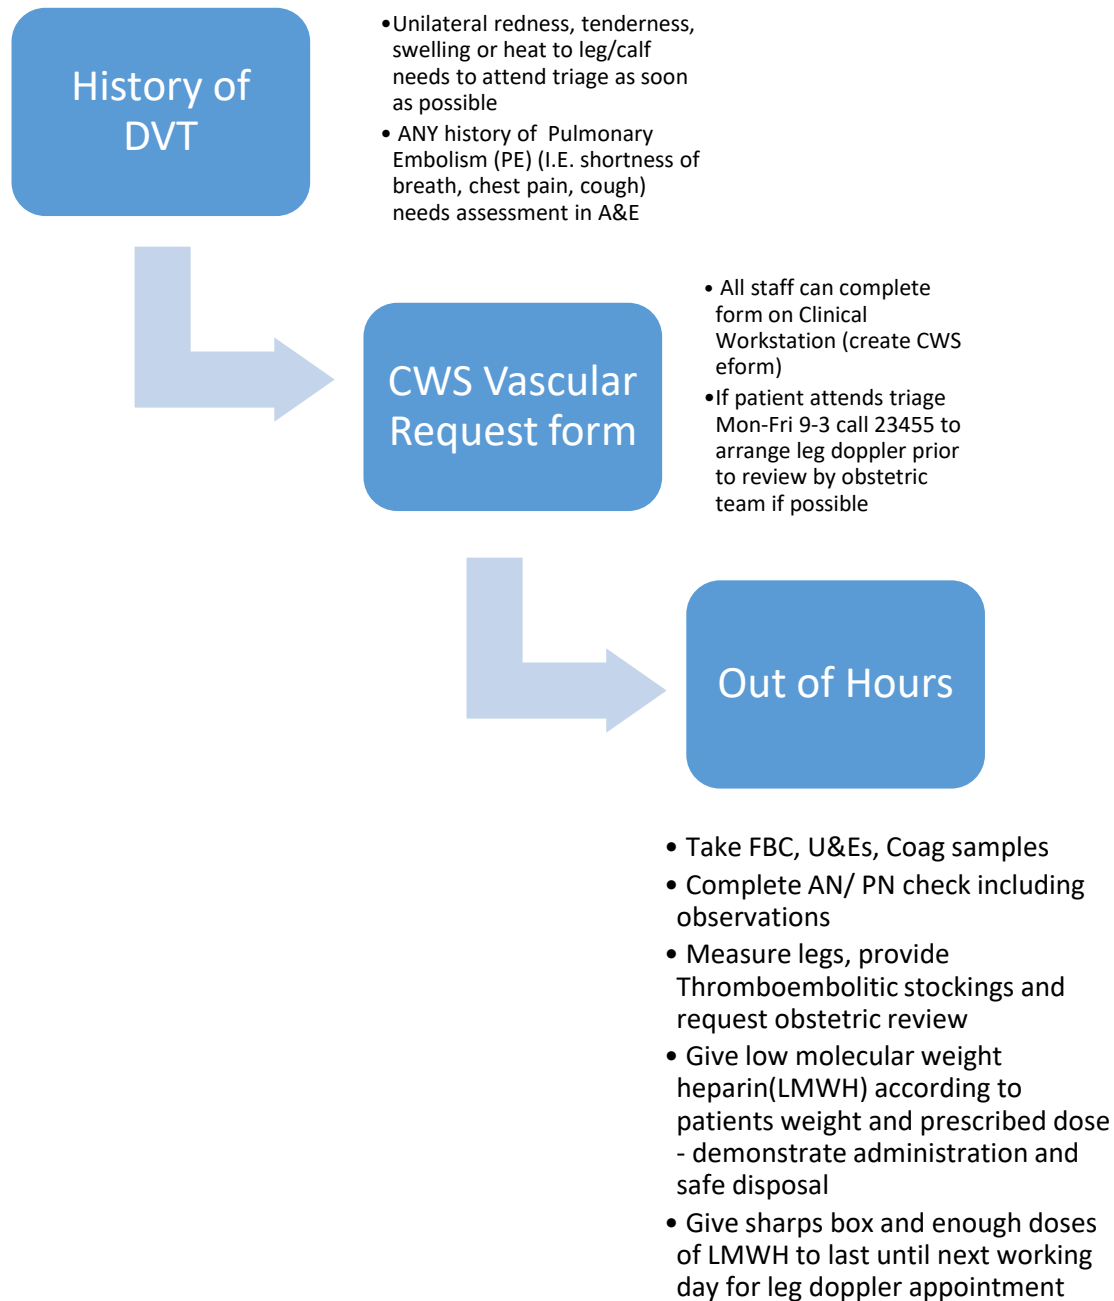 History of
DVT
•Unilateral redness, tenderness,
swelling or heat to leg/calf
needs to attend triage as soon
as possible
• ANY history of Pulmonary
Embolism (PE) (I.E. shortness of
breath, chest pain, cough)
needs assessment in A&E
CWS Vascular
Request form
• All staff can complete
form on Clinical
Workstation (create CWS
eform)
•If patient attends triage
Mon-Fri 9-3 call 23455 to
arrange leg doppler prior
to review by obstetric
team if possible
Out of Hours
• Take FBC, U&Es, Coag samples
• Complete AN/ PN check including
observations
• Measure legs, provide
Thromboembolitic stockings and
request obstetric review
• Give low molecular weight
heparin(LMWH) according to
patients weight and prescribed dose
- demonstrate administration and
safe disposal
• Give sharps box and enough doses
of LMWH to last until next working
day for leg doppler appointment